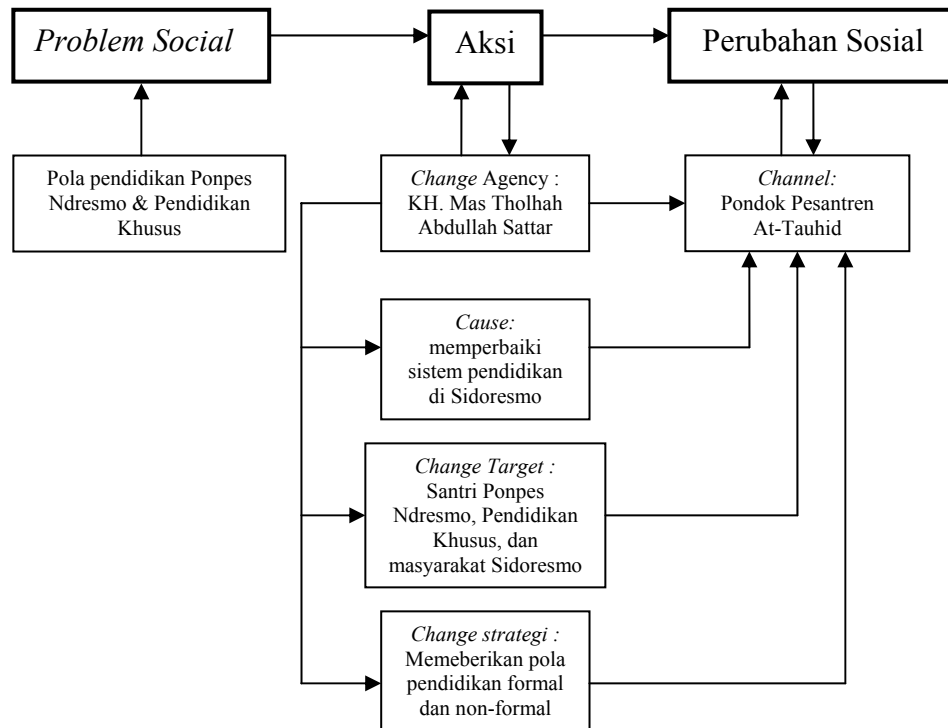 Problem Social
Aksi
Perubahan Sosial
Pola pendidikan Ponpes
Ndresmo & Pendidikan
Khusus
Change Agency :
KH. Mas Tholhah
Abdullah Sattar
Channel:
Pondok Pesantren
At-Tauhid
Cause:
memperbaiki
sistem pendidikan
di Sidoresmo
Change Target :
Santri Ponpes
Ndresmo, Pendidikan
Khusus, dan
masyarakat Sidoresmo
Change strategi :
Memeberikan pola
pendidikan formal
dan non-formal